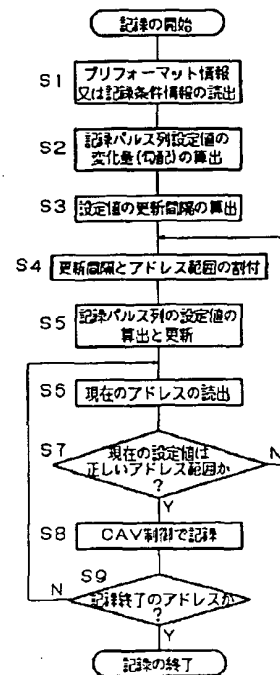 記録の開始
S1
プリフォーマット情報
又は記録条件情報の読出
S2
記録パルス列設定値の
変化量(勾配)の算出
S3
設定値の更新間隔の算出
S4
更新間隔とアドレス範囲の割付
S5
記録パルス列の設定値の
算出と更新
S6
現在のアドレスの読出
S7
現在の設定値は
正しいアドレス範囲か
?
N
Y
S8
CAV制御で記録
S9
N
記録終了のアドレスか
?
Y
記録の終了